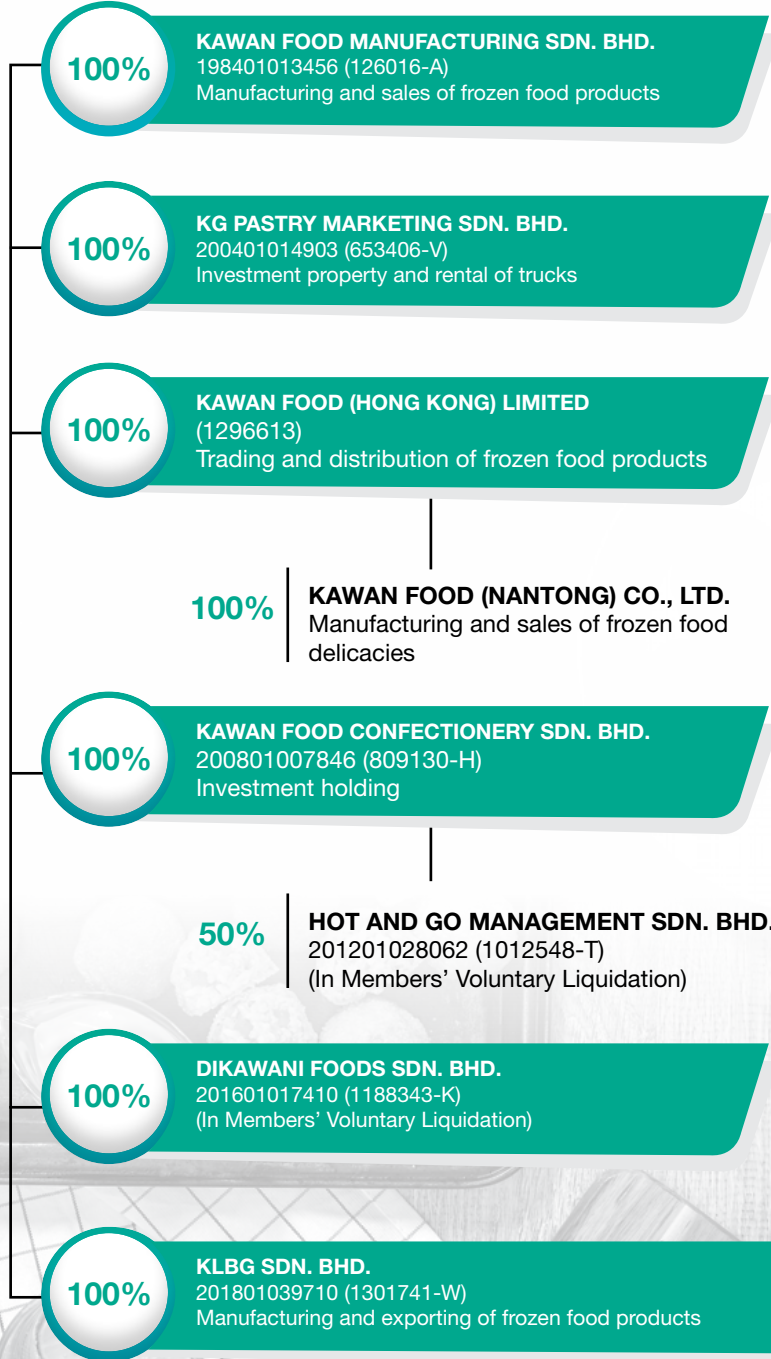 100%
KAWAN FOOD MANUFACTURING SDN. BHD.
198401013456 (126016-A)
Manufacturing and sales of frozen food products
100%
KG PASTRY MARKETING SDN. BHD.
200401014903 (653406-V)
Investment property and rental of trucks
100%
KAWAN FOOD (HONG KONG) LIMITED
(1296613)
Trading and distribution of frozen food products
100%
KAWAN FOOD (NANTONG) CO., LTD.
Manufacturing and sales of frozen food
delicacies
100%
KAWAN FOOD CONFECTIONERY SDN. BHD.
200801007846 (809130-H)
Investment holding
50%
HOT AND GO MANAGEMENT SDN. BHD.
201201028062 (1012548-T)
(In Members’ Voluntary Liquidation)
100%
DIKAWANI FOODS SDN. BHD.
201601017410 (1188343-K)
(In Members’ Voluntary Liquidation)
100%
KLBG SDN. BHD.
201801039710 (1301741-W)
Manufacturing and exporting of frozen food products